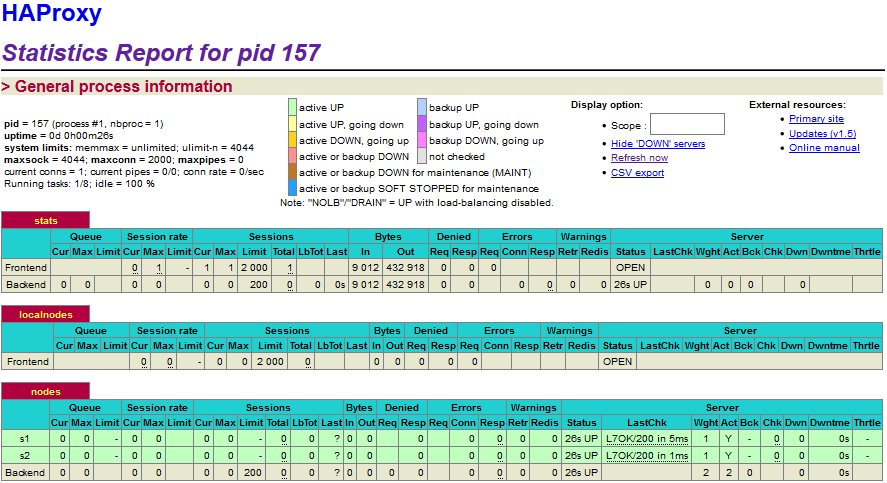 HAProxy
Statistics Report for pid 157
> General process information
pid = 157 (process #1, nbproc = 1)
uptime = 0d 0h00m26s
system limits: memmax = unlimited; ulimit-n = 4044
maxsock = 4044; maxconn = 2000; maxpipes = 0
current conns = 1; current pipes = 0/0; conn rate = 0/sec
Running tasks: 1/8; idle = 100 %
active UP backup UP
active UP, going down backup UP, going down
active DOWN, going up backup DOWN, going up
active or backup DOWN not checked
active or backup DOWN for maintenance (MAINT)
active or backup SOFT STOPPED for maintenance
Note: "NOLB"/"DRAIN" = UP with load-balancing disabled.
Display option:
• Scope :
• Hide 'DOWN' servers
• Refresh now
• CSV export
External resources:
• Primary site
• Updates (v1.5)
• Online manual
stats
Queue Session rate Sessions Bytes Denied Errors Warnings Server
Cur Max Limit Cur Max Limit Cur Max Limit Total LbTot Last In Out Req Resp Req Conn Resp Retr Redis Status LastChk Wght Act Bck Chk Dwn Dwntme Thrtle
Frontend 0 1 - 1 1 2 000 1 9 012 432 918 0 0 0 OPEN
Backend 0 0 0 0 0 0 200 0 0 0s 9 012 432 918 0 0 0 0 0 0 26s UP 0 0 0 0
localnodes
Queue Session rate Sessions Bytes Denied Errors Warnings Server
Cur Max Limit Cur Max Limit Cur Max Limit Total LbTot Last In Out Req Resp Req Conn Resp Retr Redis Status LastChk Wght Act Bck Chk Dwn Dwntme Thrtle
Frontend 0 0 - 0 0 2 000 0 0 0 0 0 0 OPEN
nodes
Queue Session rate Sessions Bytes Denied Errors Warnings Server
Cur Max Limit Cur Max Limit Cur Max Limit Total LbTot Last In Out Req Resp Req Conn Resp Retr Redis Status LastChk Wght Act Bck Chk Dwn Dwntme Thrtle
s1 0 0 - 0 0 0 0 - 0 0 ? 0 0 0 0 0 0 0 26s UP L7OK/200 in 5ms 1 Y - 0 0 0s -
s2 0 0 - 0 0 0 0 - 0 0 ? 0 0 0 0 0 0 0 26s UP L7OK/200 in 1ms 1 Y - 0 0 0s -
Backend 0 0 0 0 0 0 200 0 0 ? 0 0 0 0 0 0 0 0 26s UP 2 2 0 0 0s